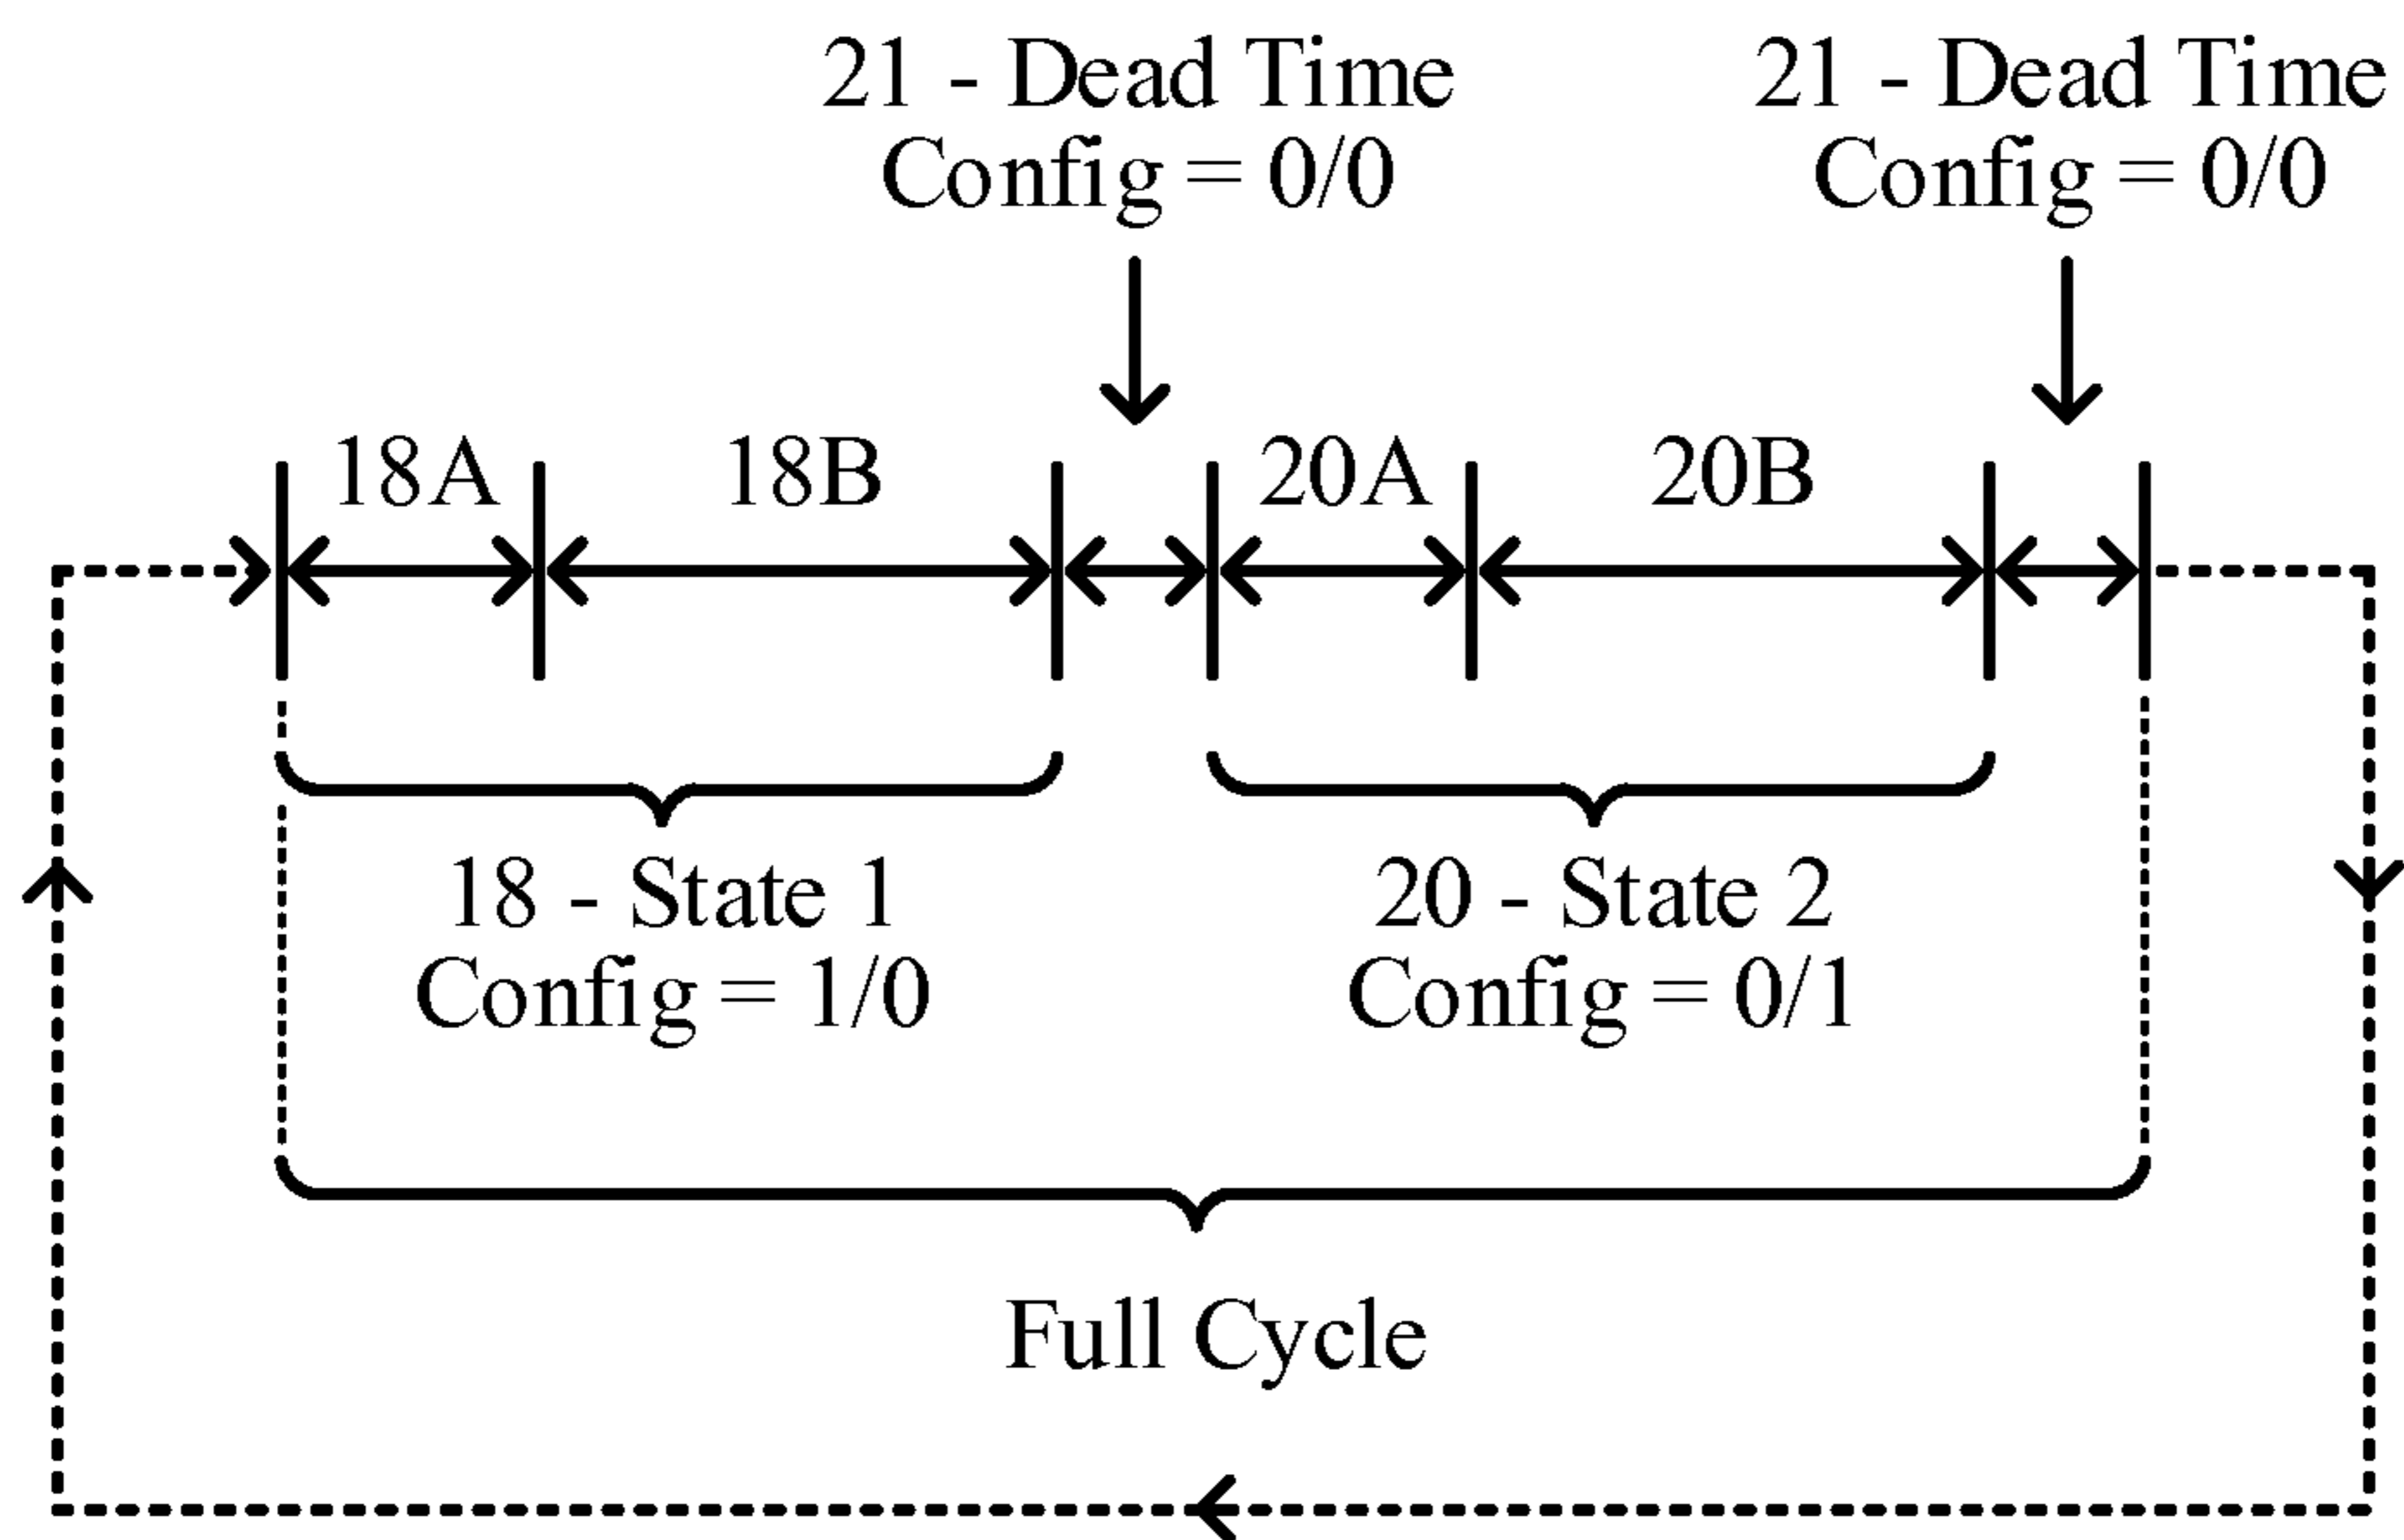 21 - Dead Time
Config = 0/0
21 - Dead Time
Config = 0/0
18A
18B
20A
20B
18 - State 1
Config = 1/0
20 - State 2
Config = 0/1
Full Cycle